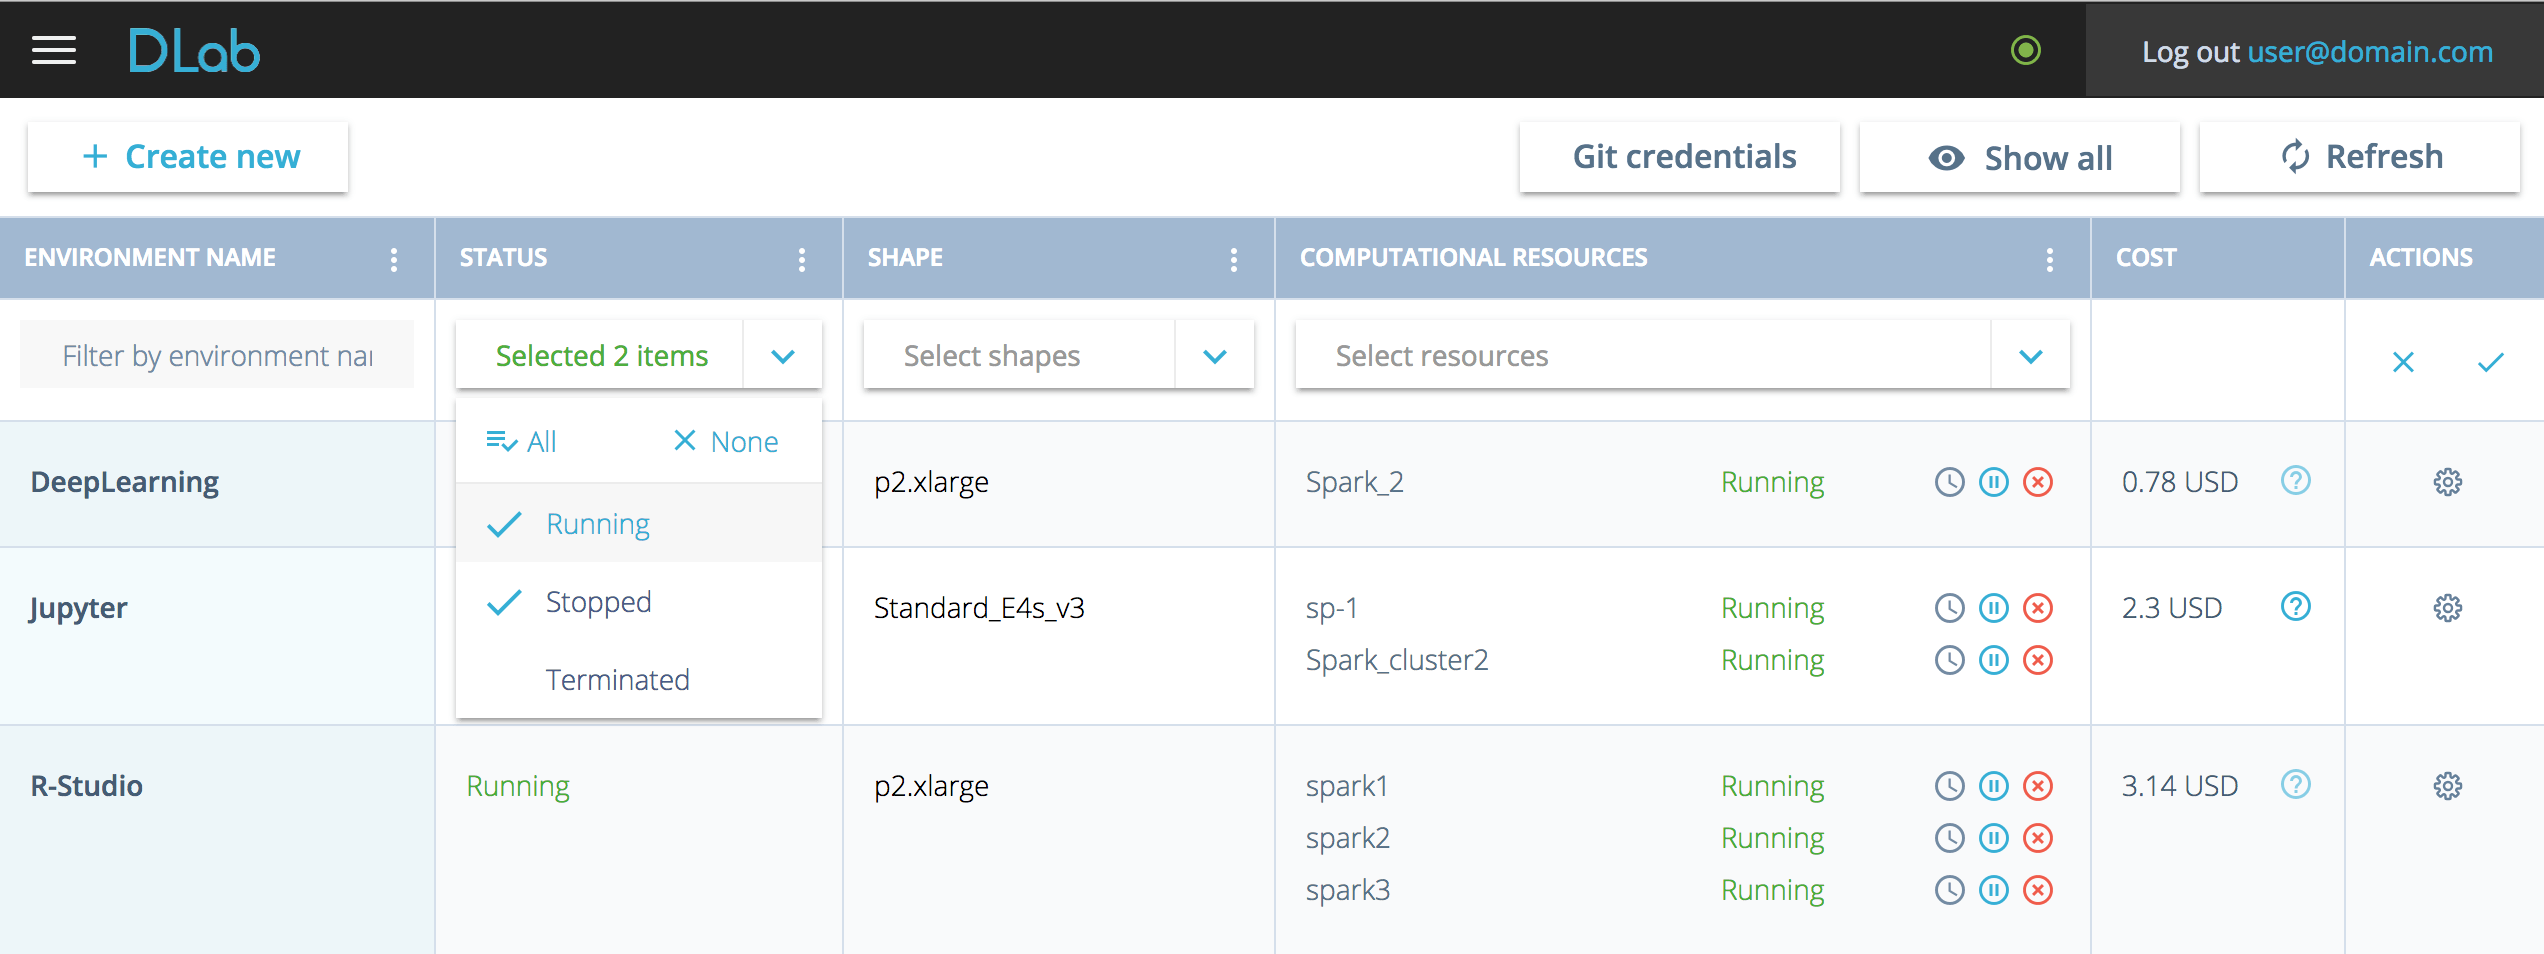 DLab
Log out user@domain.com
+ Create new
Git credentials
Show all
Refresh
ENVIRONMENT NAME
STATUS
SHAPE
COMPUTATIONAL RESOURCES
COST
ACTIONS
Filter by environment nar
Selected 2 items
Select shapes
Select resources
All
None
Running
Stopped
Terminated
DeepLearning
p2.xlarge
Spark_2
Running
0.78 USD
Jupyter
Standard_E4s_v3
sp-1
Running
2.3 USD
Spark_cluster2
Running
R-Studio
Running
p2.xlarge
spark1
Running
3.14 USD
spark2
Running
spark3
Running